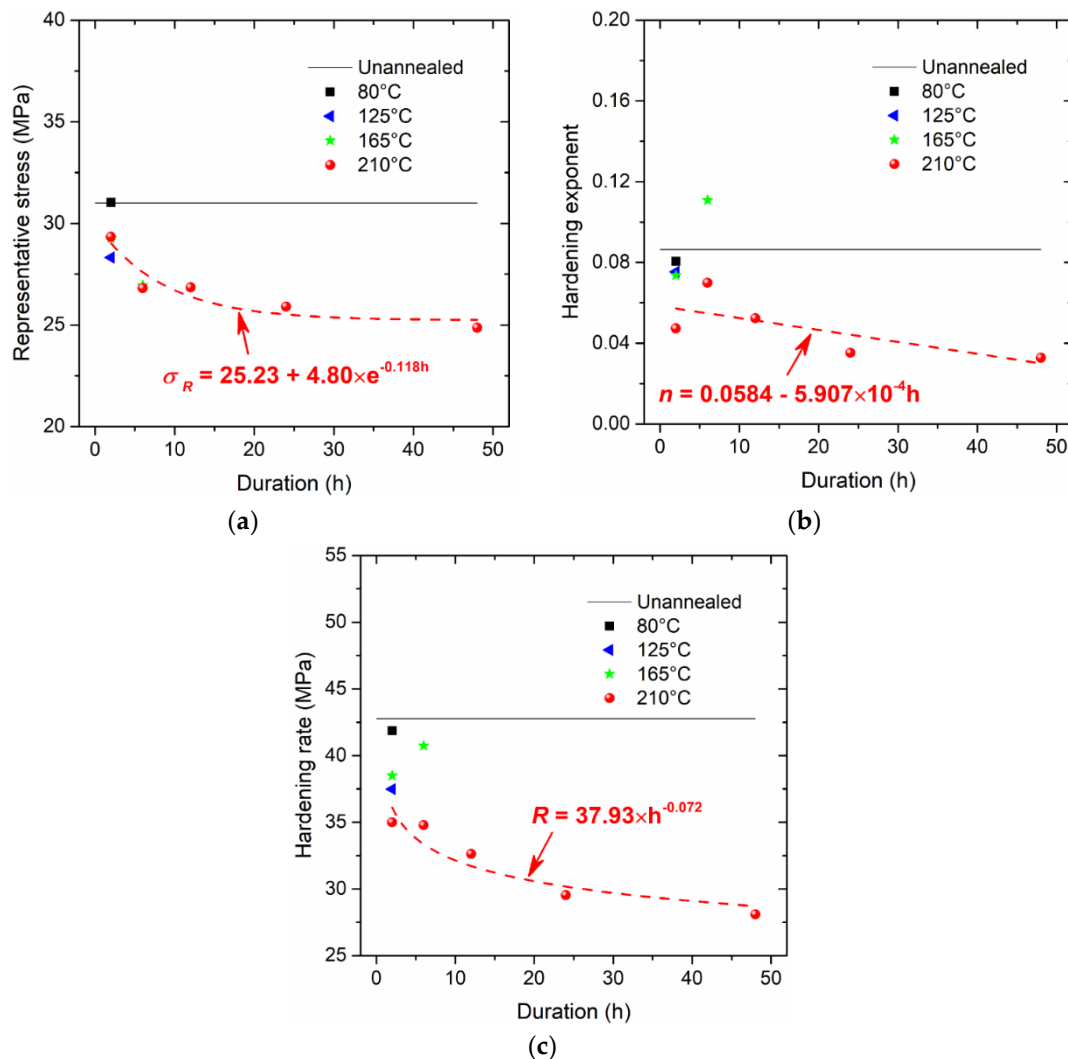 40
35
30
25
20
Representative stress (MPa)
Unannealed
80°C
125°C
165°C
210°C
σR = 25.23 + 4.80×e-0.118h
0 10 20 30 40 50
Duration (h)
(a)
0.20
0.16
0.12
0.08
0.04
0.00
Hardening exponent
Unannealed
80°C
125°C
165°C
210°C
n = 0.0584 - 5.907×10-4h
0 10 20 30 40 50
Duration (h)
(b)
55
50
45
40
35
30
25
Hardening rate (MPa)
Unannealed
80°C
125°C
165°C
210°C
R = 37.93×h-0.072
0 10 20 30 40 50
Duration (h)
(c)